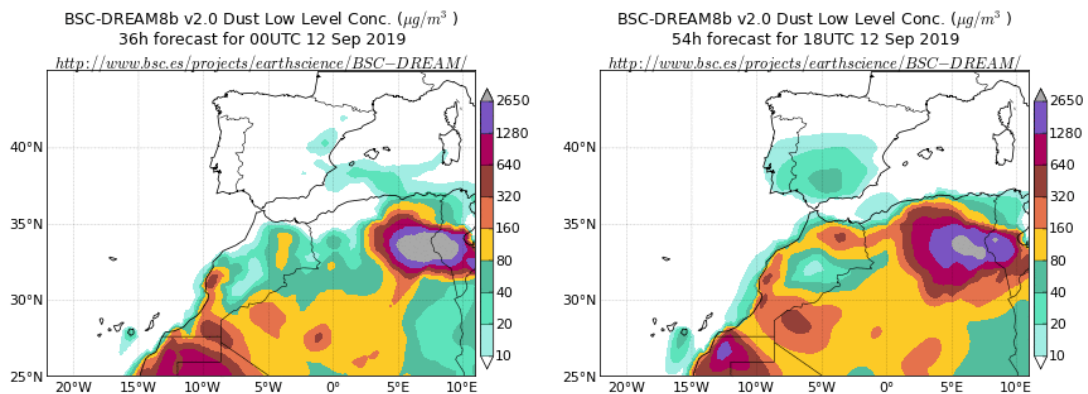 BSC-DREAM8b v2.0 Dust Low Level Conc. (μg/m³ )
36h forecast for 00UTC 12 Sep 2019
http://www.bsc.es/projects/earthscience/BSC−DREAM/
40°N
35°N
30°N
25°N
20°W
15°W
10°W
5°W
0°
5°E
10°E
2650
1280
640
320
160
80
40
20
10
BSC-DREAM8b v2.0 Dust Low Level Conc. (μg/m³ )
54h forecast for 18UTC 12 Sep 2019
http://www.bsc.es/projects/earthscience/BSC−DREAM/
40°N
35°N
30°N
25°N
20°W
15°W
10°W
5°W
0°
5°E
10°E
2650
1280
640
320
160
80
40
20
10